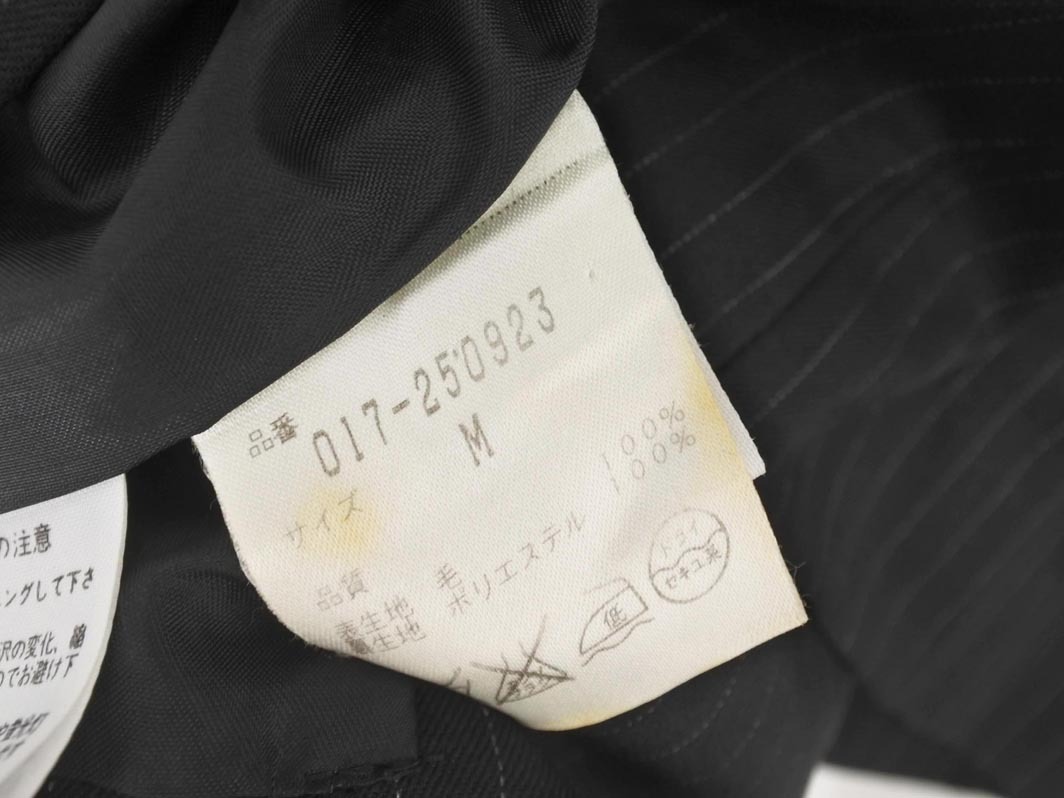 品番 017-250923
サイズ M
品質
表生地 毛 100%
裏生地 ポリエステル 100%
低
ドライ
セキユ系
の注意
ニングして下さ
沢の変化、縮
のでお避け下